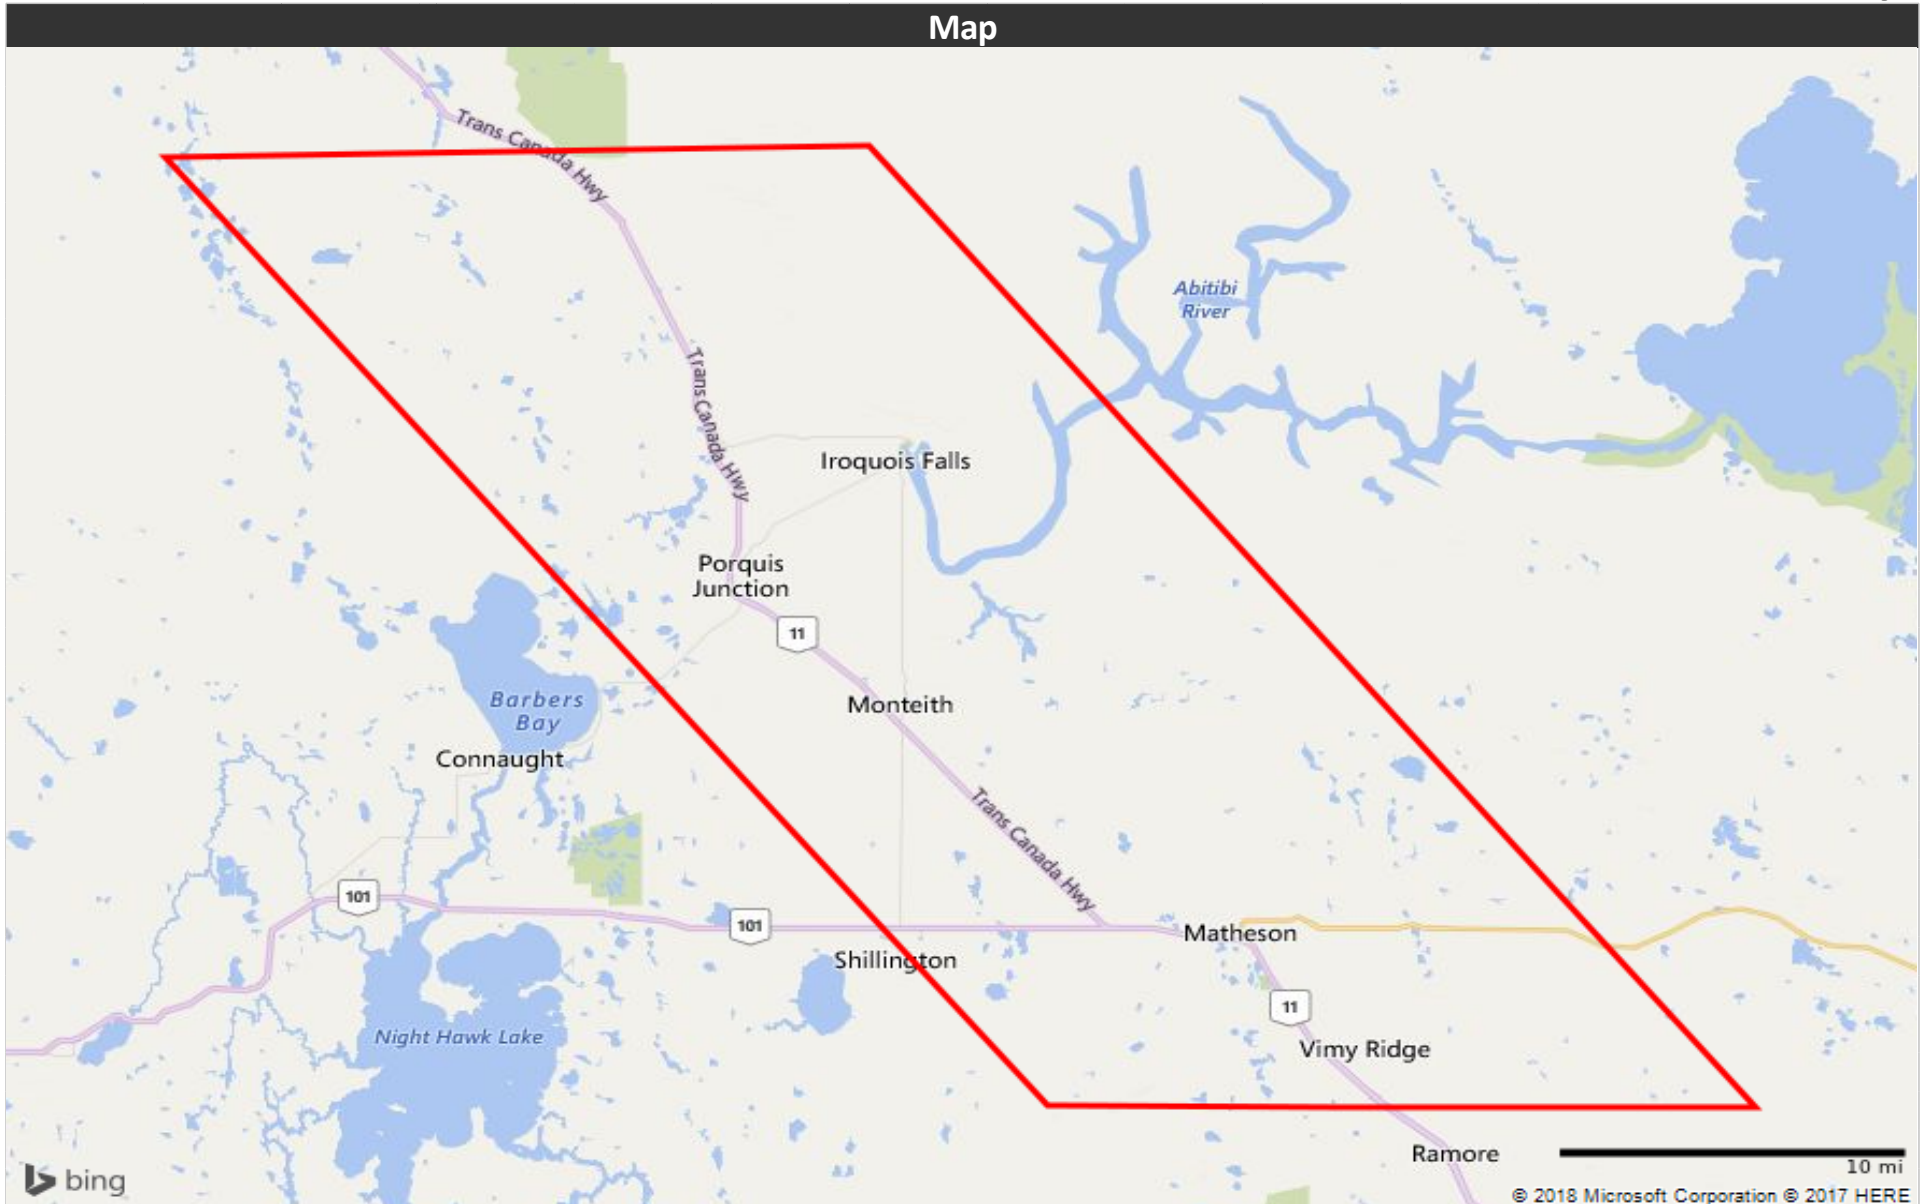 Map
Trans Canada Hwy
Abitibi
River
Trans Canada Hwy
Iroquois Falls
Porquis
Junction
11
Monteith
Barbers
Bay
Connaught
Trans Canada Hwy
101
101
Matheson
Shillington
11
Night Hawk Lake
Vimy Ridge
Ramore
10 mi
bing
© 2018 Microsoft Corporation © 2017 HERE